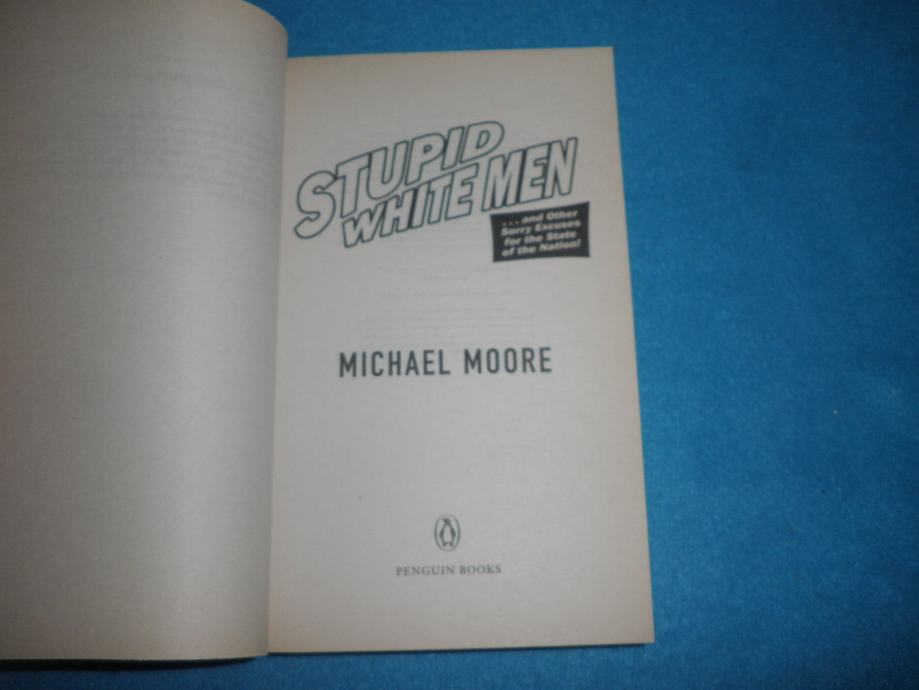 STUPID
WHITE MEN
...and Other
Sorry Excuses
for the State
of the Nation!
MICHAEL MOORE
PENGUIN BOOKS